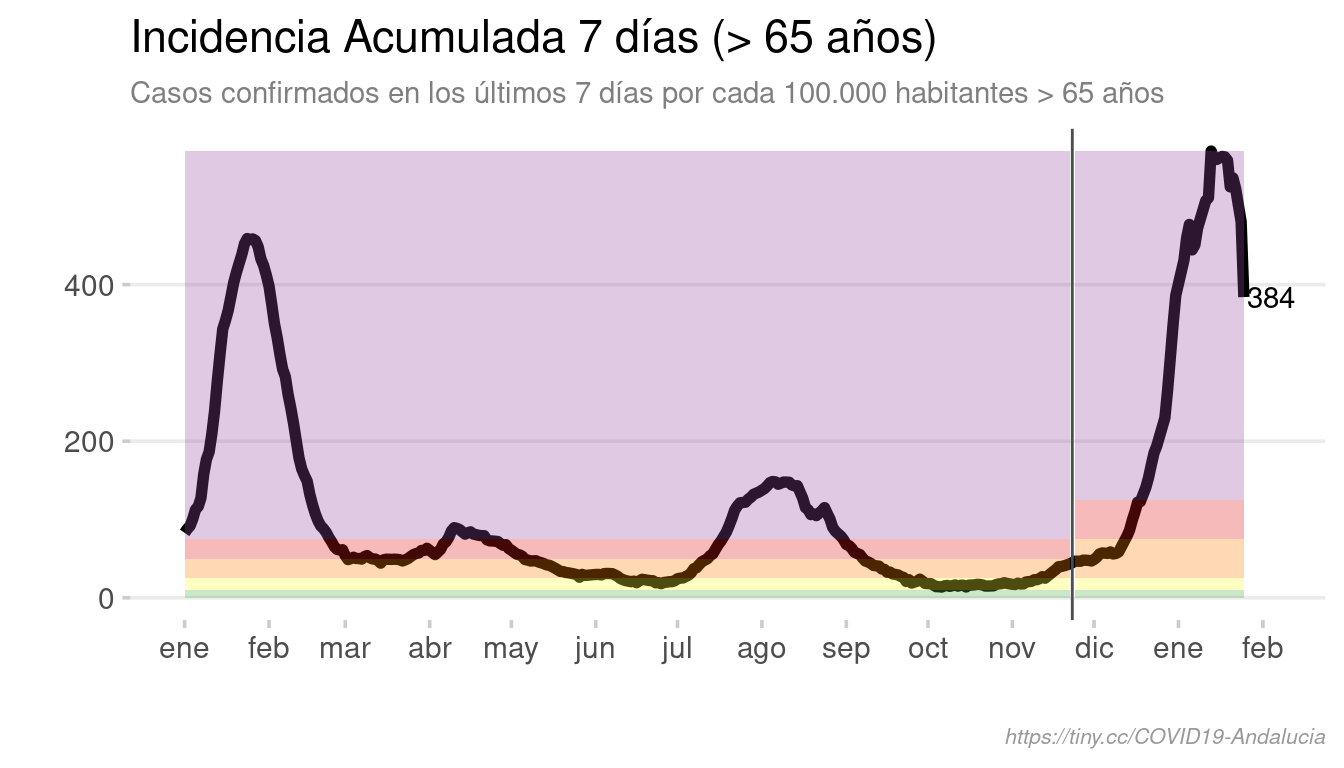 Incidencia Acumulada 7 días (> 65 años)
Casos confirmados en los últimos 7 días por cada 100.000 habitantes > 65 años
400
384
200
0
ene feb mar abr may jun jul ago sep oct nov dic ene feb
https://tiny.cc/COVID19-Andalucia